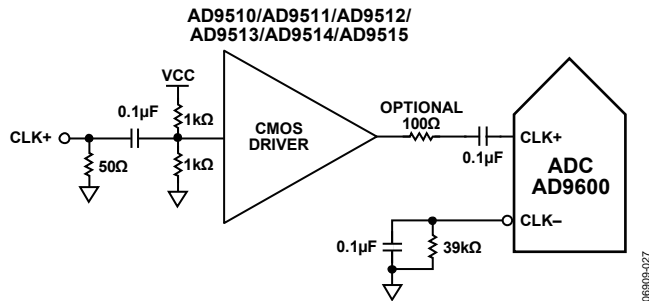 AD9510/AD9511/AD9512/
AD9513/AD9514/AD9515
VCC
0.1µF
1kΩ
CLK+
50Ω
1kΩ
CMOS
DRIVER
OPTIONAL
100Ω
0.1µF
CLK+
ADC
AD9600
CLK–
0.1µF
39kΩ
06909-027